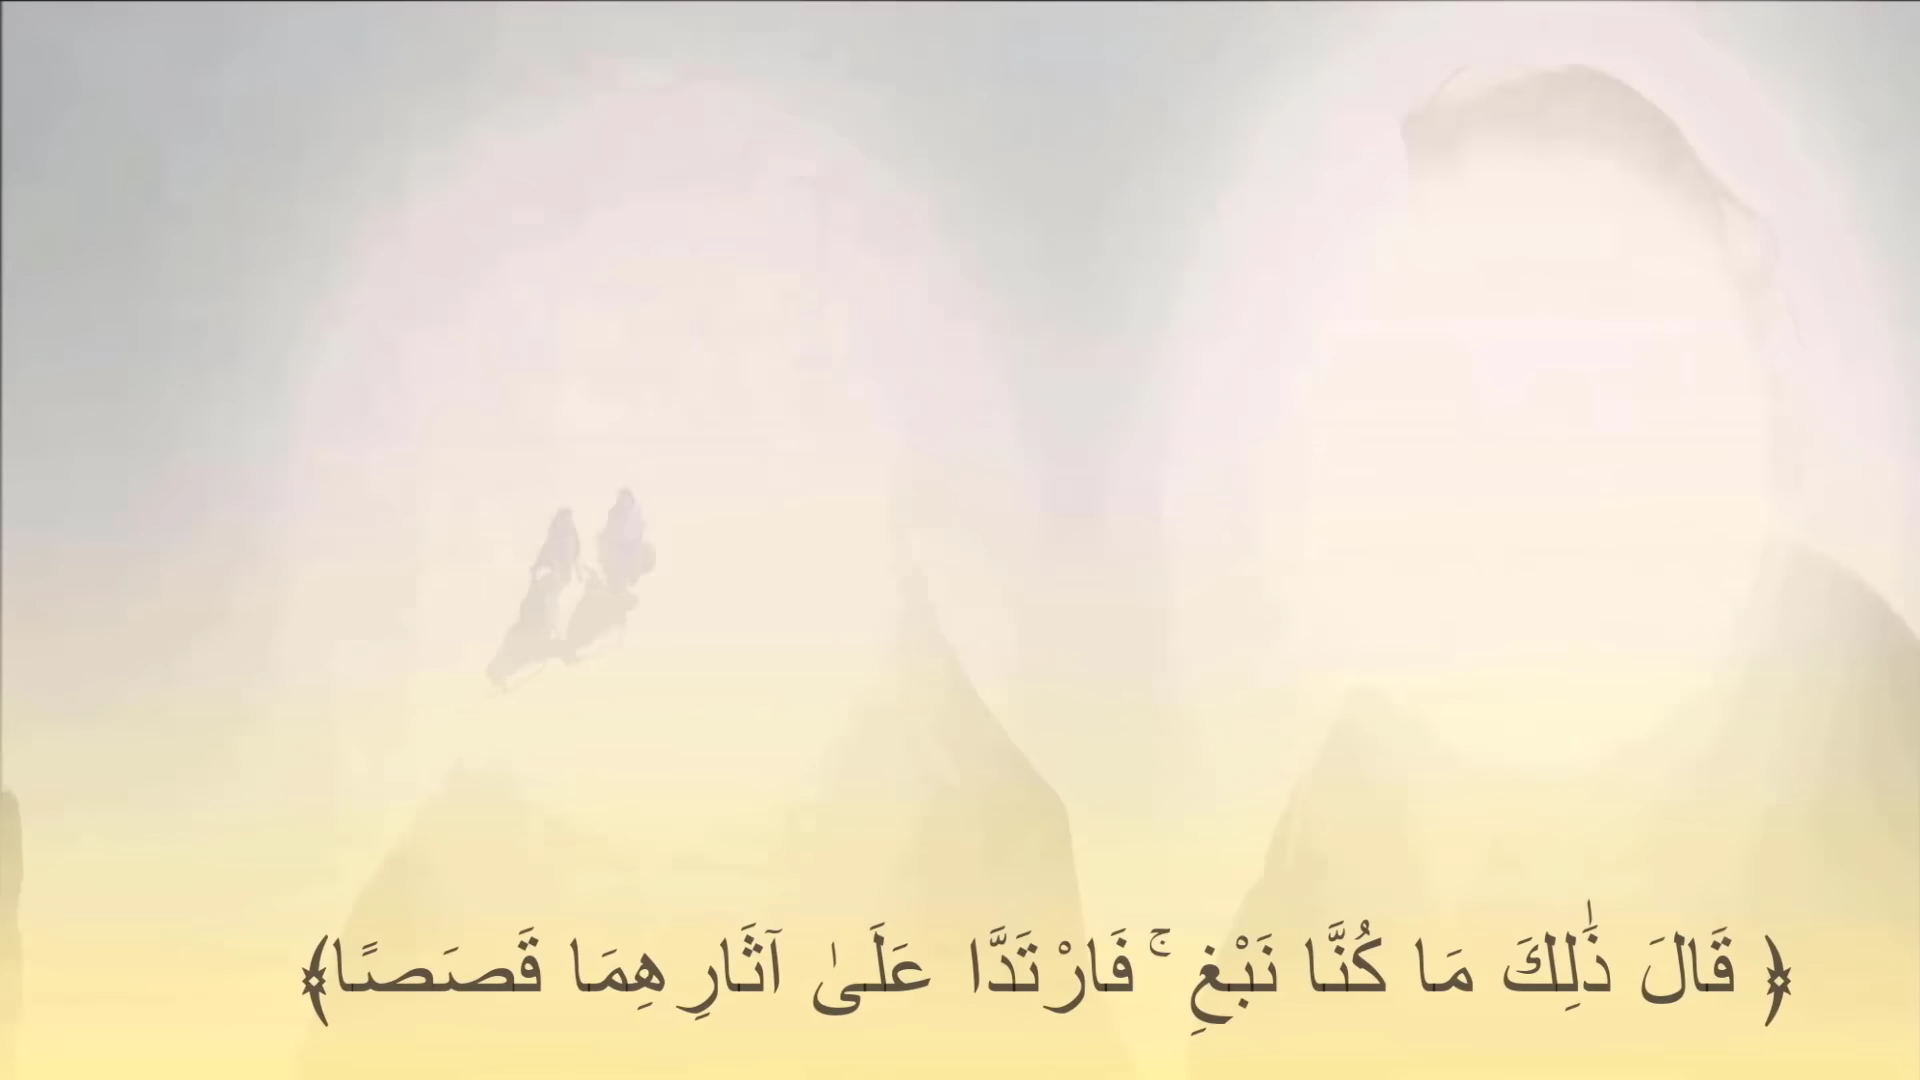 ﴿ قَالَ ذَٰلِكَ مَا كُنَّا نَبْغِ ۚ فَارْتَدَّا عَلَىٰ آثَارِهِمَا قَصَصًا﴾